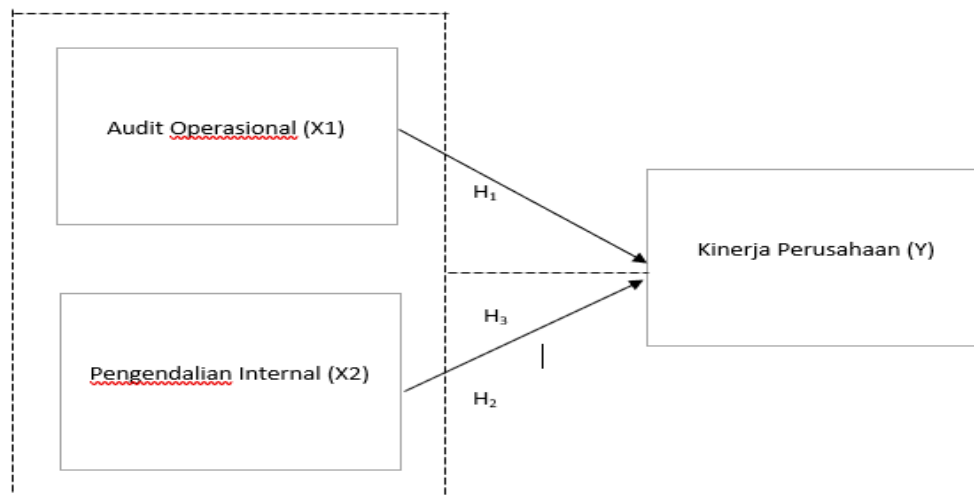 Audit Operasional (X1)
H₁
Kinerja Perusahaan (Y)
H₃
Pengendalian Internal (X2)
H₂